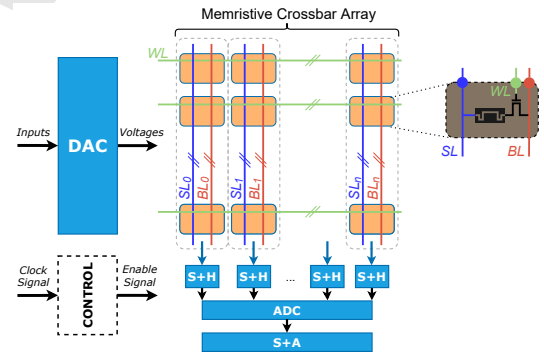 Memristive Crossbar Array
WL
WL
SL BL
Inputs
DAC
Voltages
SL0 BL0 SL1 BL1 SLn BLn
Clock
Signal
CONTROL
Enable
Signal
S+H S+H ... S+H S+H
ADC
S+A